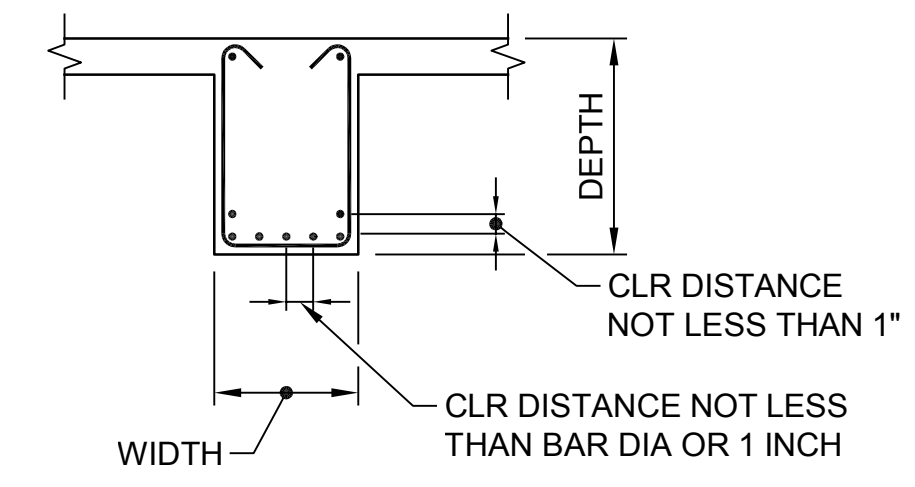 DEPTH
CLR DISTANCE
NOT LESS THAN 1"
CLR DISTANCE NOT LESS
THAN BAR DIA OR 1 INCH
WIDTH